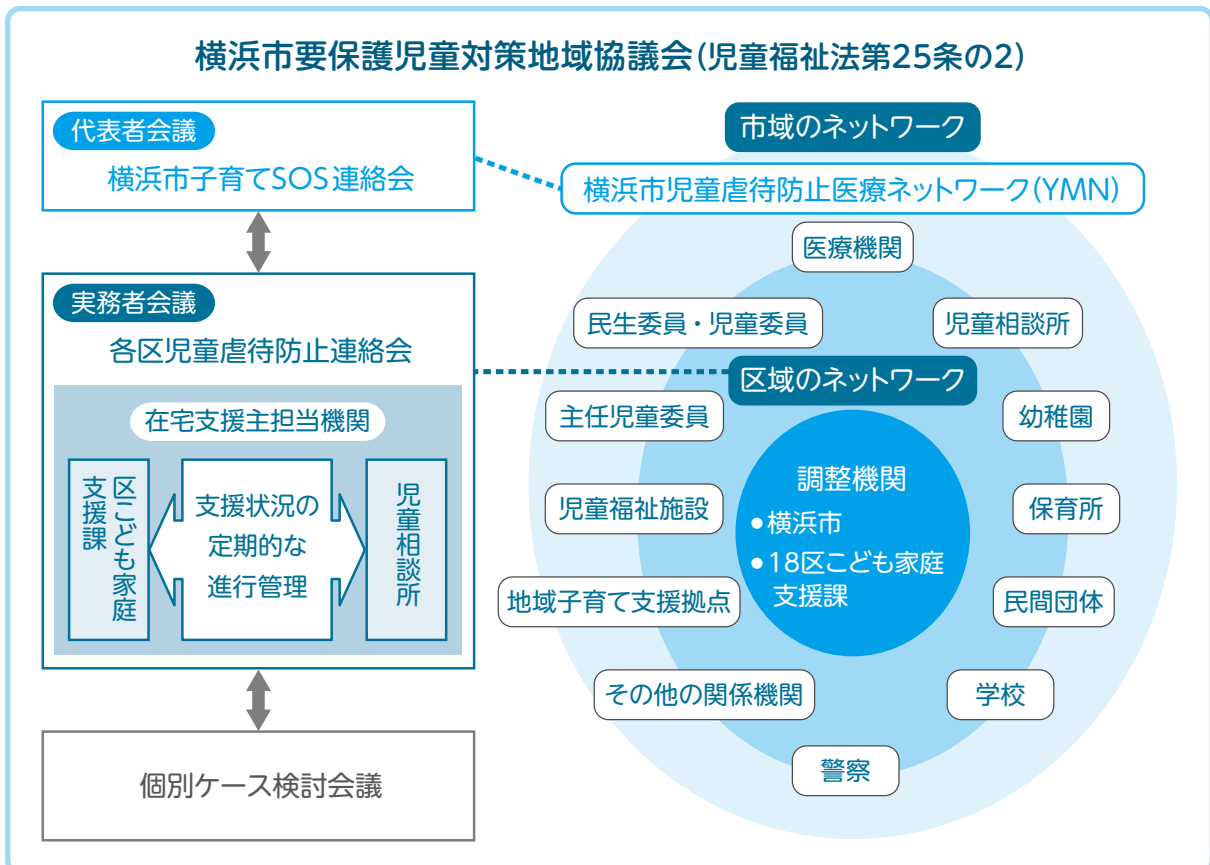 横浜市要保護児童対策地域協議会(児童福祉法第25条の2)
代表者会議
横浜市子育てSOS連絡会
実務者会議
各区児童虐待防止連絡会
在宅支援主担当機関
区こども家庭
支援課
支援状況の
定期的な
進行管理
児童相談所
個別ケース検討会議
市域のネットワーク
横浜市児童虐待防止医療ネットワーク(YMN)
医療機関
民生委員・児童委員
児童相談所
区域のネットワーク
主任児童委員
幼稚園
調整機関
●横浜市
●18区こども家庭
支援課
児童福祉施設
保育所
地域子育て支援拠点
民間団体
その他の関係機関
学校
警察